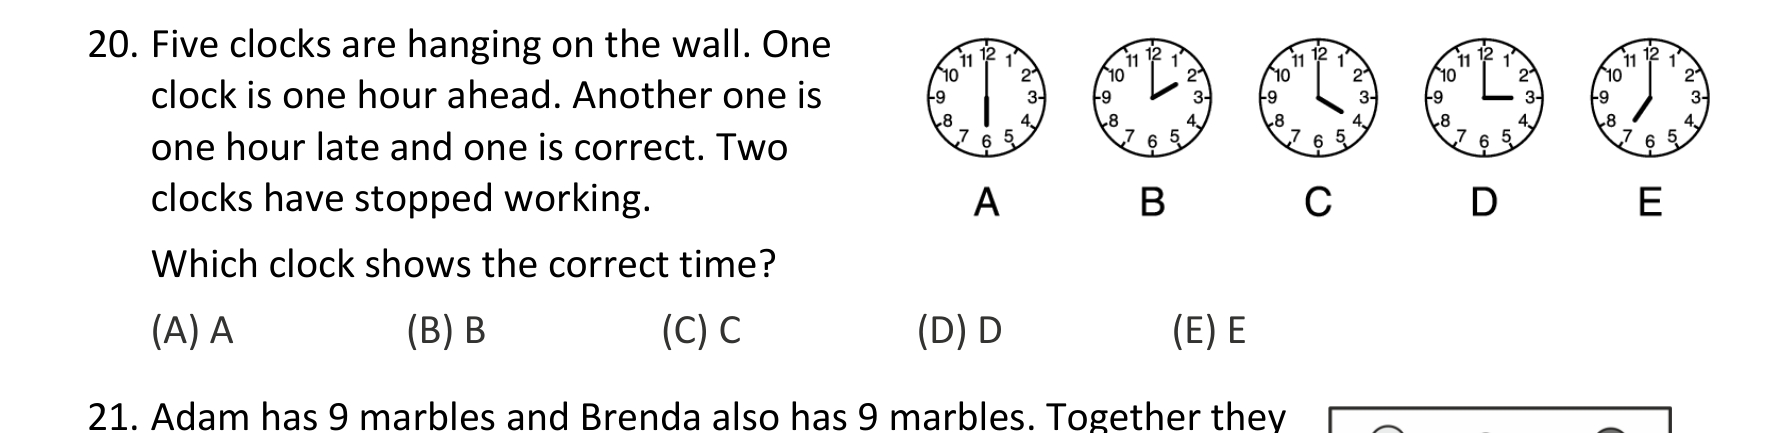 20. Five clocks are hanging on the wall. One
clock is one hour ahead. Another one is
one hour late and one is correct. Two
clocks have stopped working.
12 1 2 3 4 5 6 7 8 9 10 11
12 1 2 3 4 5 6 7 8 9 10 11
12 1 2 3 4 5 6 7 8 9 10 11
12 1 2 3 4 5 6 7 8 9 10 11
12 1 2 3 4 5 6 7 8 9 10 11
A B C D E
Which clock shows the correct time?
(A) A (B) B (C) C (D) D (E) E
21. Adam has 9 marbles and Brenda also has 9 marbles. Together they